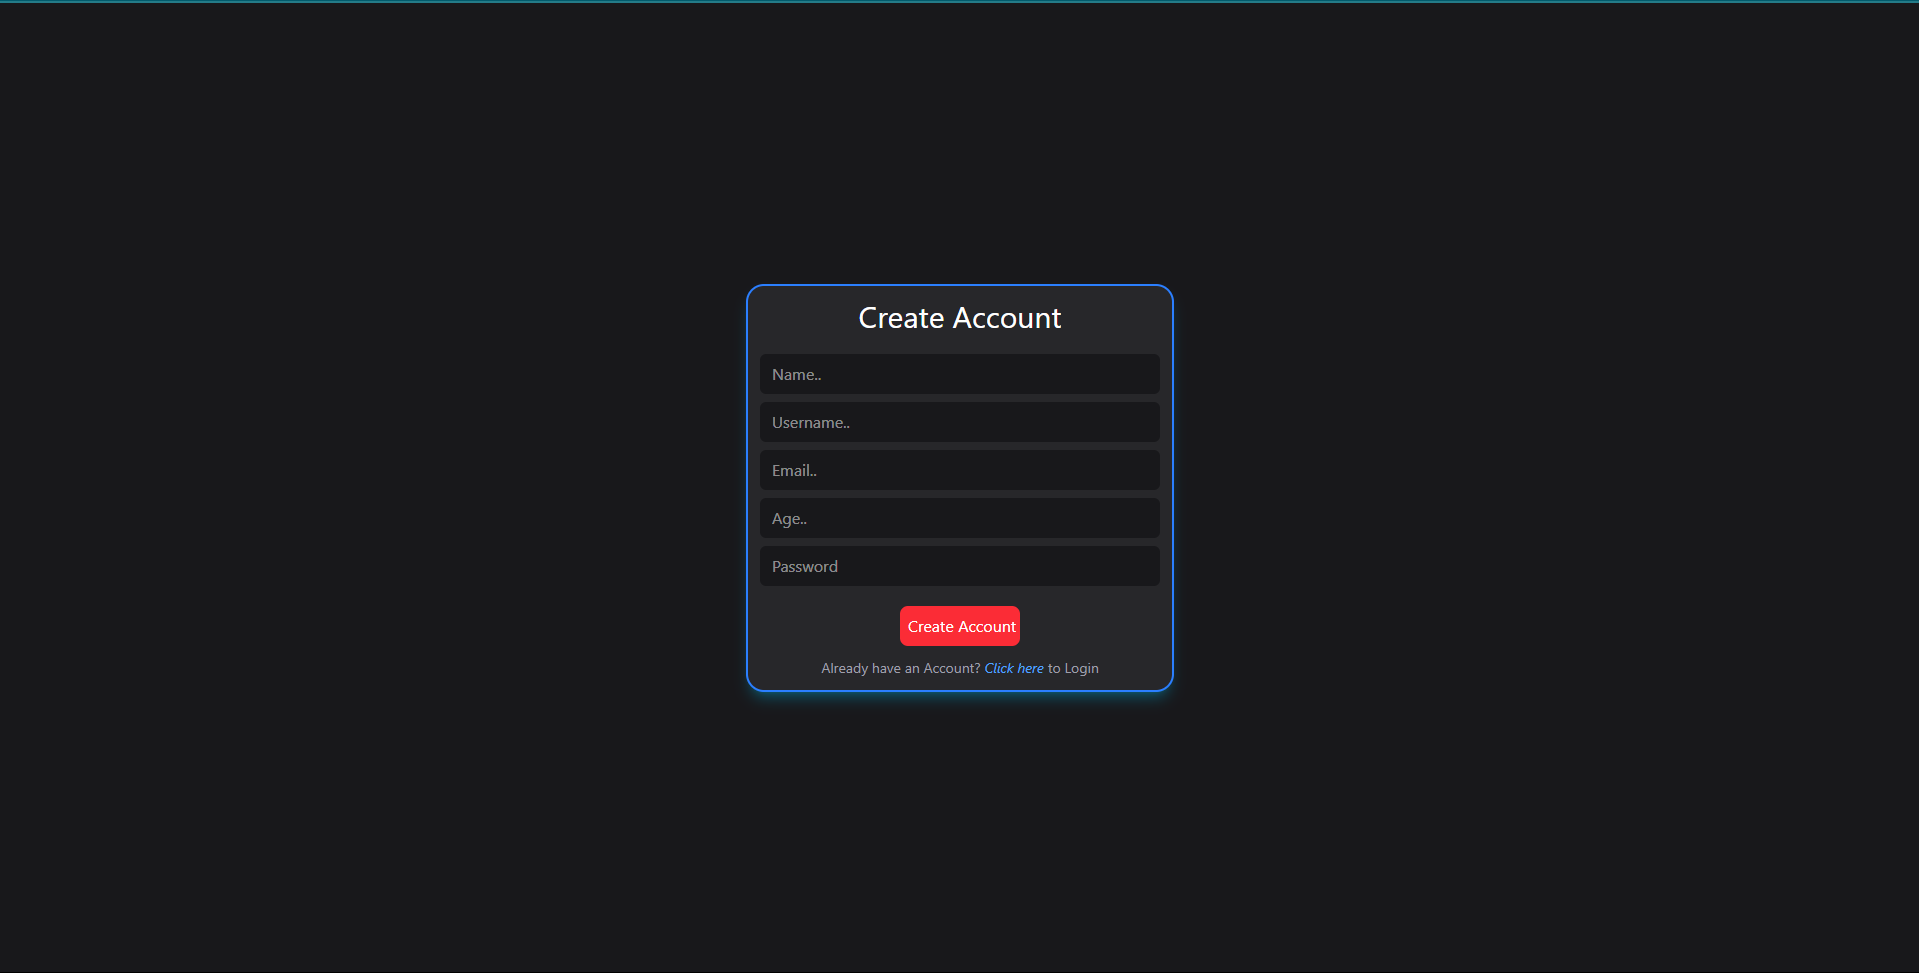 Create Account
Name..
Username..
Email..
Age..
Password
Create Account
Already have an Account? Click here to Login